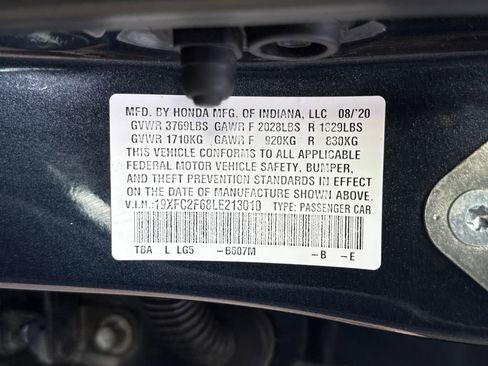 MFD. BY HONDA MFG. OF INDIANA, LLC 08/'20
GVWR 3769LBS GAWR F 2028LBS R 1829LBS
GVWR 1710KG GAWR F 920KG R 830KG
THIS VEHICLE CONFORMS TO ALL APPLICABLE
FEDERAL MOTOR VEHICLE SAFETY, BUMPER,
AND THEFT PREVENTION STANDARDS IN EFFECT
ON THE DATE OF MANUFACTURE SHOWN ABOVE.
V.I.N.:19XFC2F68LE213010 TYPE: PASSENGER CAR
TBA L LG5 -B607M -B -E